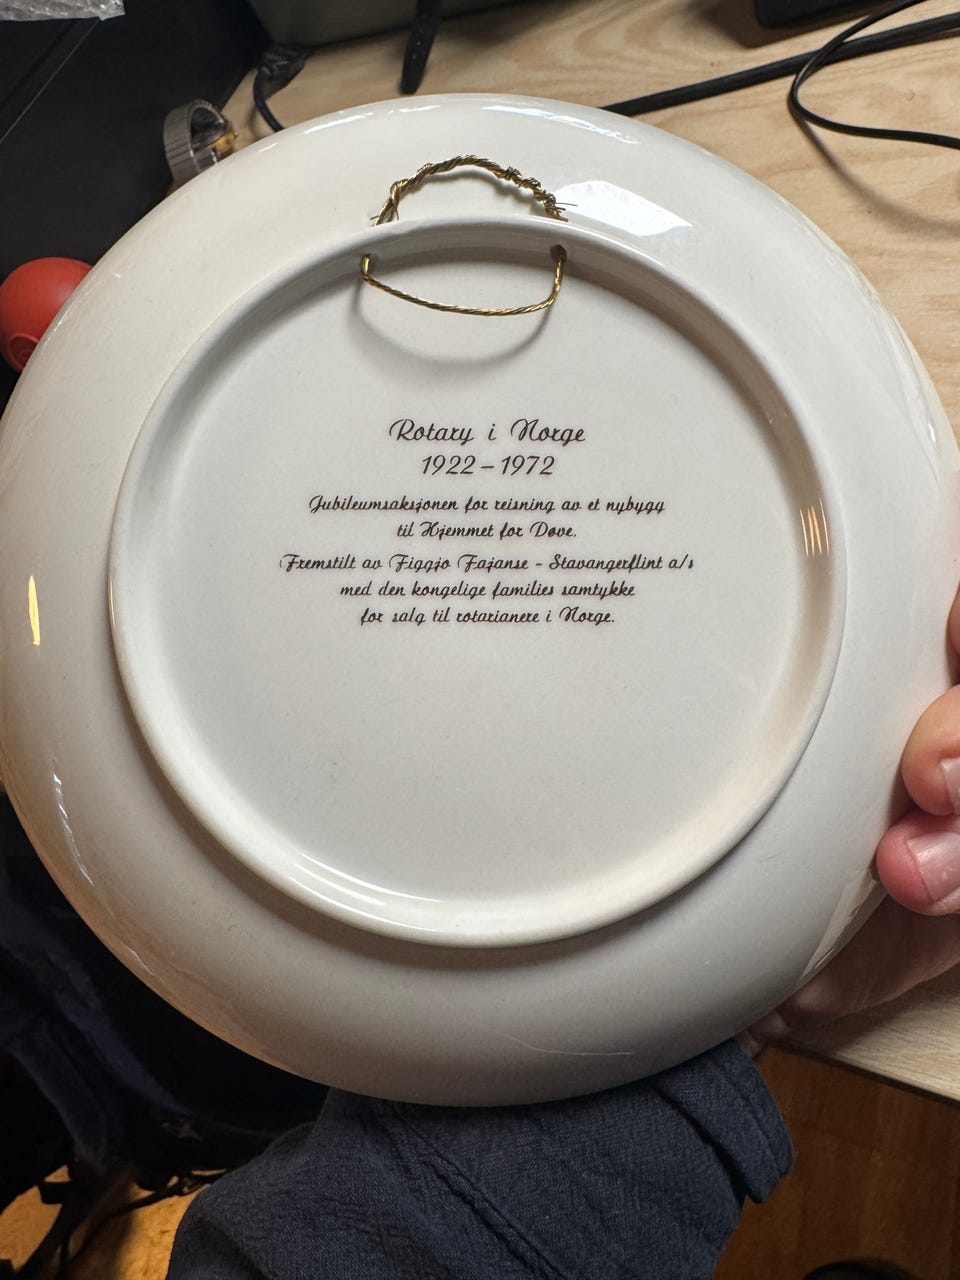 Rotary i Norge
1922 – 1972
Jubileumsaksjonen for reisning av et nybygg
til Hjemmet for Døve.
Fremstilt av Figgjo Fajanse - Stavangerflint a/s
med den kongelige families samtykke
for salg til rotarianere i Norge.